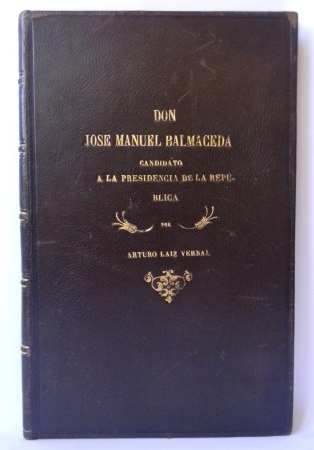 DON
JOSE MANUEL BALMACEDA
CANDIDATO
A LA PRESIDENCIA DE LA REPÚ-
BLICA
POR
ARTURO LAIZ VERBAL